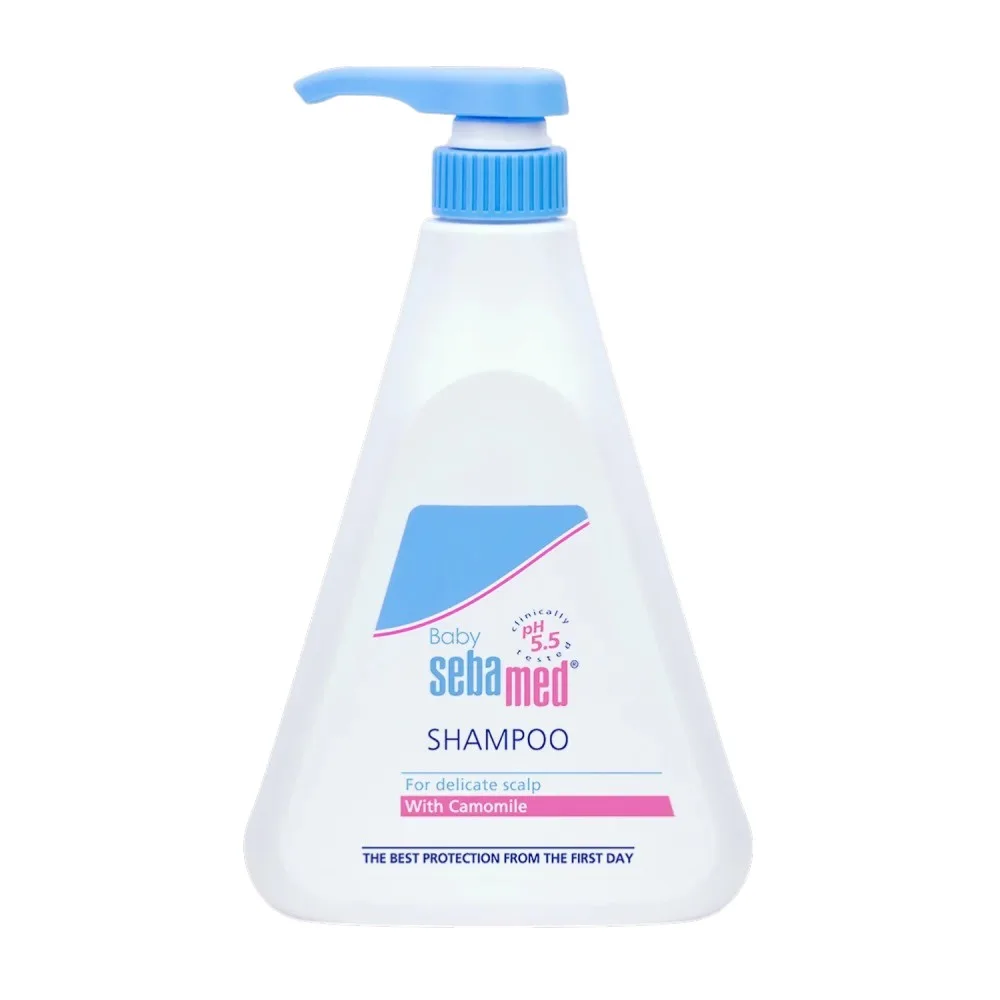 Baby
clinically
pH
5.5
tested
sebamed®
SHAMPOO
For delicate scalp
With Camomile
THE BEST PROTECTION FROM THE FIRST DAY